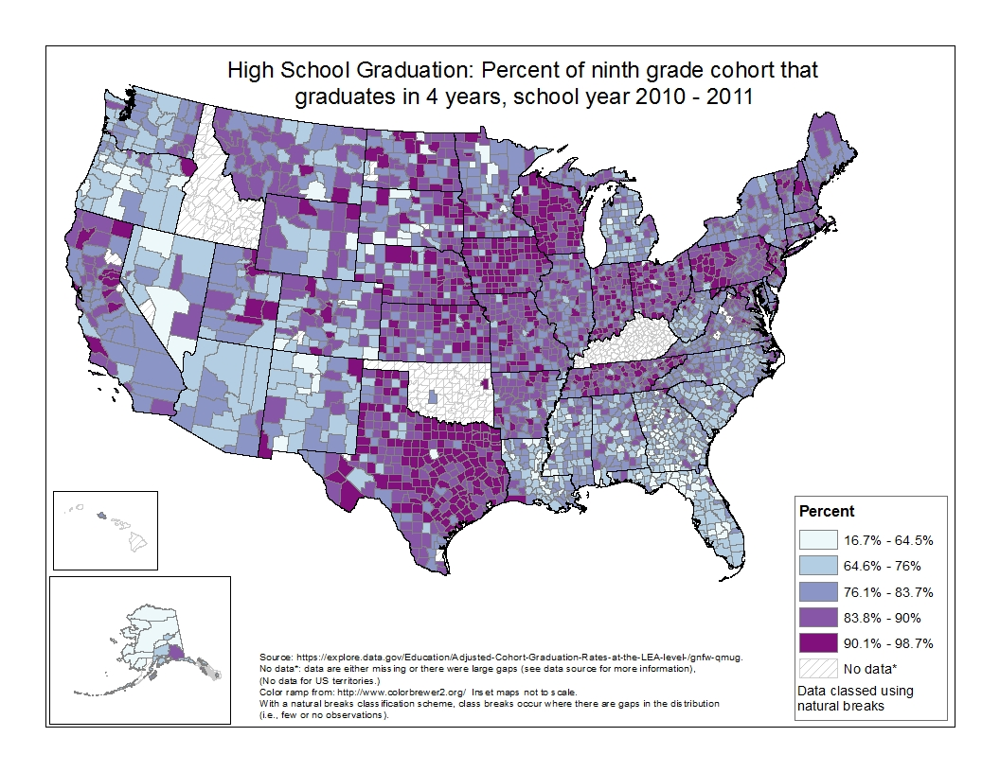 High School Graduation: Percent of ninth grade cohort that
graduates in 4 years, school year 2010 - 2011
Percent
16.7% - 64.5%
64.6% - 76%
76.1% - 83.7%
83.8% - 90%
90.1% - 98.7%
No data*
Data classed using
natural breaks
Source: https://explore.data.gov/Education/Adjusted-Cohort-Graduation-Rates-at-the-LEA-level-/gnfw-qmug.
No data*: data are either missing or there were large gaps (see data source for more information),
(No data for US territories.)
Color ramp from: http://www.colorbrewer2.org/ Inset maps not to scale.
With a natural breaks classification scheme, class breaks occur where there are gaps in the distribution
(i.e., few or no observations).